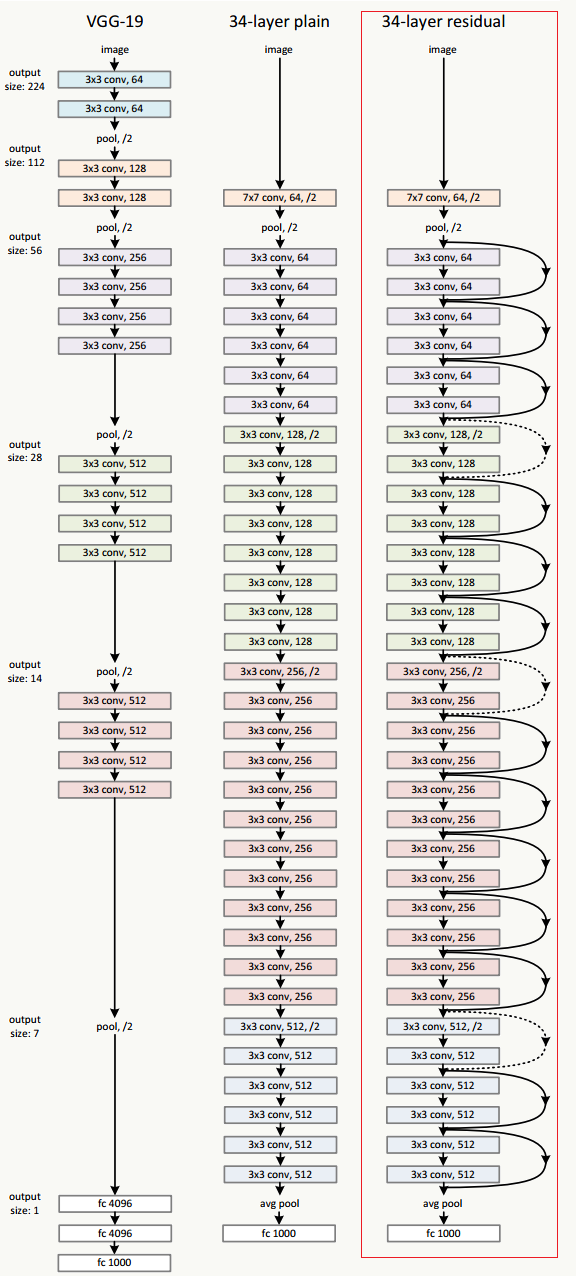 VGG-19
image
output
size: 224
3x3 conv, 64
3x3 conv, 64
pool, /2
output
size: 112
3x3 conv, 128
3x3 conv, 128
pool, /2
output
size: 56
3x3 conv, 256
3x3 conv, 256
3x3 conv, 256
3x3 conv, 256
pool, /2
output
size: 28
3x3 conv, 512
3x3 conv, 512
3x3 conv, 512
3x3 conv, 512
output
size: 14
pool, /2
3x3 conv, 512
3x3 conv, 512
3x3 conv, 512
3x3 conv, 512
output
size: 7
pool, /2
output
size: 1
fc 4096
fc 4096
fc 1000
34-layer plain
image
7x7 conv, 64, /2
pool, /2
3x3 conv, 64
3x3 conv, 64
3x3 conv, 64
3x3 conv, 64
3x3 conv, 64
3x3 conv, 64
3x3 conv, 128, /2
3x3 conv, 128
3x3 conv, 128
3x3 conv, 128
3x3 conv, 128
3x3 conv, 128
3x3 conv, 128
3x3 conv, 128
3x3 conv, 256, /2
3x3 conv, 256
3x3 conv, 256
3x3 conv, 256
3x3 conv, 256
3x3 conv, 256
3x3 conv, 256
3x3 conv, 256
3x3 conv, 256
3x3 conv, 256
3x3 conv, 256
3x3 conv, 256
3x3 conv, 512, /2
3x3 conv, 512
3x3 conv, 512
3x3 conv, 512
3x3 conv, 512
3x3 conv, 512
avg pool
fc 1000
34-layer residual
image
7x7 conv, 64, /2
pool, /2
3x3 conv, 64
3x3 conv, 64
3x3 conv, 64
3x3 conv, 64
3x3 conv, 64
3x3 conv, 64
3x3 conv, 128, /2
3x3 conv, 128
3x3 conv, 128
3x3 conv, 128
3x3 conv, 128
3x3 conv, 128
3x3 conv, 128
3x3 conv, 128
3x3 conv, 256, /2
3x3 conv, 256
3x3 conv, 256
3x3 conv, 256
3x3 conv, 256
3x3 conv, 256
3x3 conv, 256
3x3 conv, 256
3x3 conv, 256
3x3 conv, 256
3x3 conv, 256
3x3 conv, 256
3x3 conv, 512, /2
3x3 conv, 512
3x3 conv, 512
3x3 conv, 512
3x3 conv, 512
3x3 conv, 512
avg pool
fc 1000